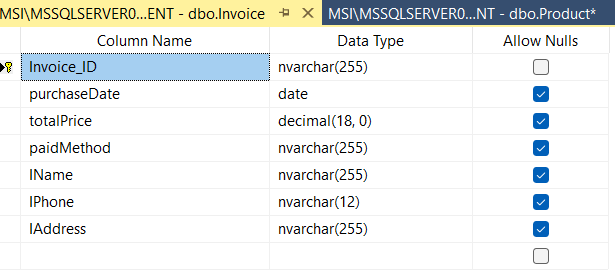 MSI\MSSQLSERVER0...ENT - dbo.Invoice MSI\MSSQLSERVER0...NT - dbo.Product*
Column Name Data Type Allow Nulls
Invoice_ID nvarchar(255)
purchaseDate date
totalPrice decimal(18, 0)
paidMethod nvarchar(255)
IName nvarchar(255)
IPhone nvarchar(12)
IAddress nvarchar(255)